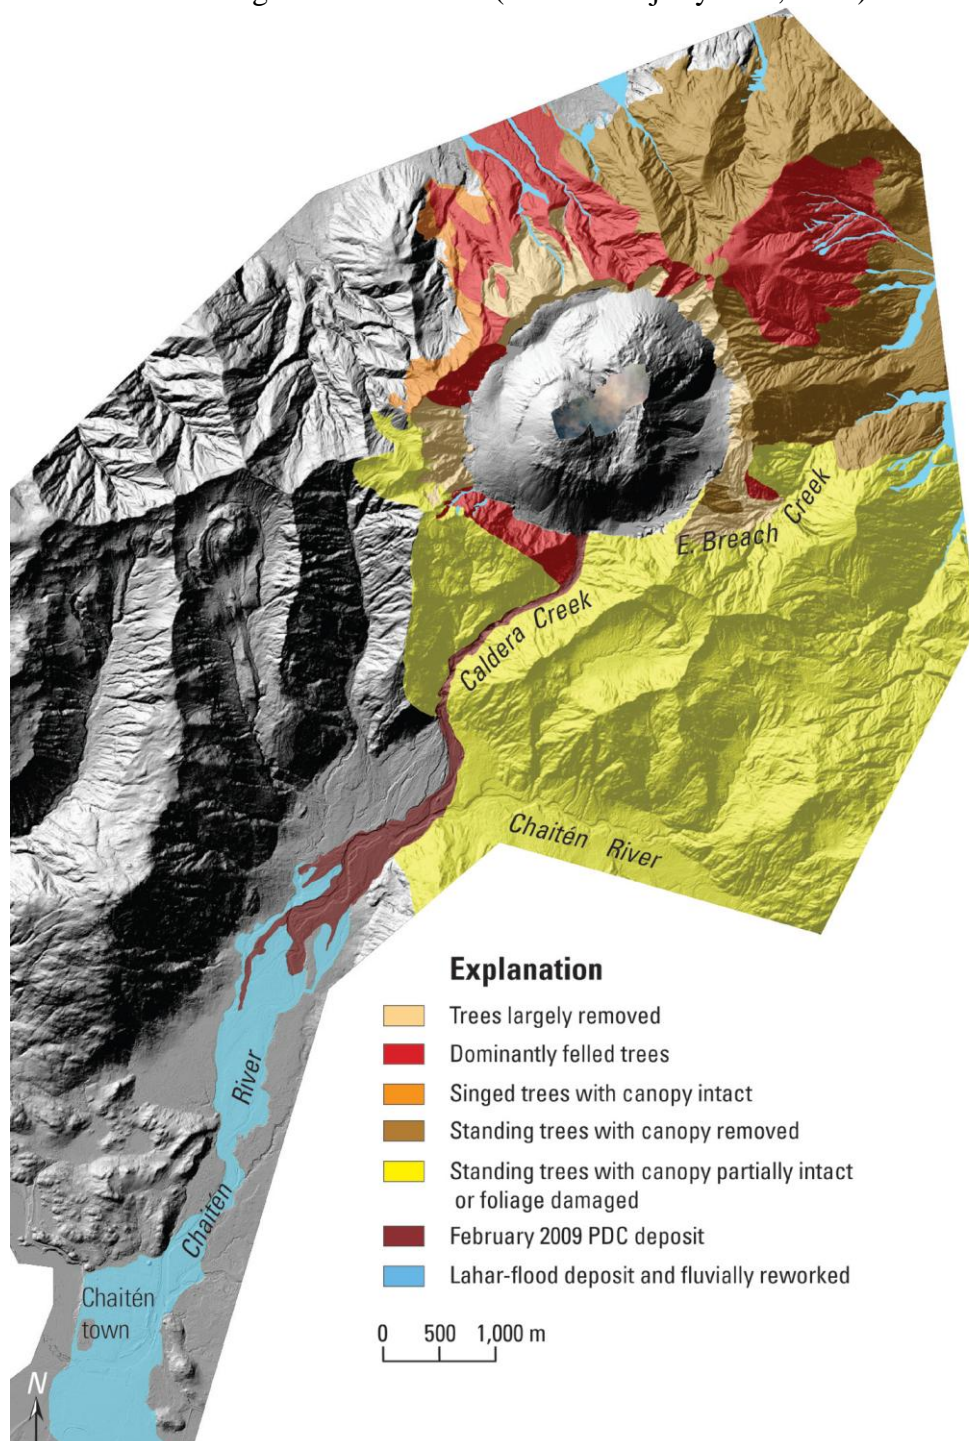 E. Breach Creek
Caldera Creek
Chaitén River
Chaitén River
Chaitén
town
N
Explanation
Trees largely removed
Dominantly felled trees
Singed trees with canopy intact
Standing trees with canopy removed
Standing trees with canopy partially intact
or foliage damaged
February 2009 PDC deposit
Lahar-flood deposit and fluvially reworked
0 500 1,000 m